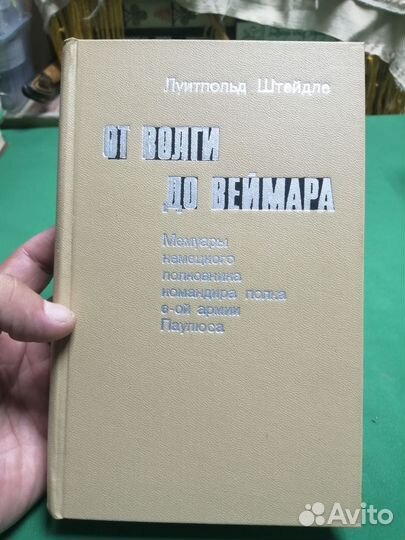 Луитпольд Штейдле
ОТ ВОЛГИ
ДО ВЕЙМАРА
Мемуары
немецкого
полковника
командира полка
6-ой армии
Паулюса
Avito